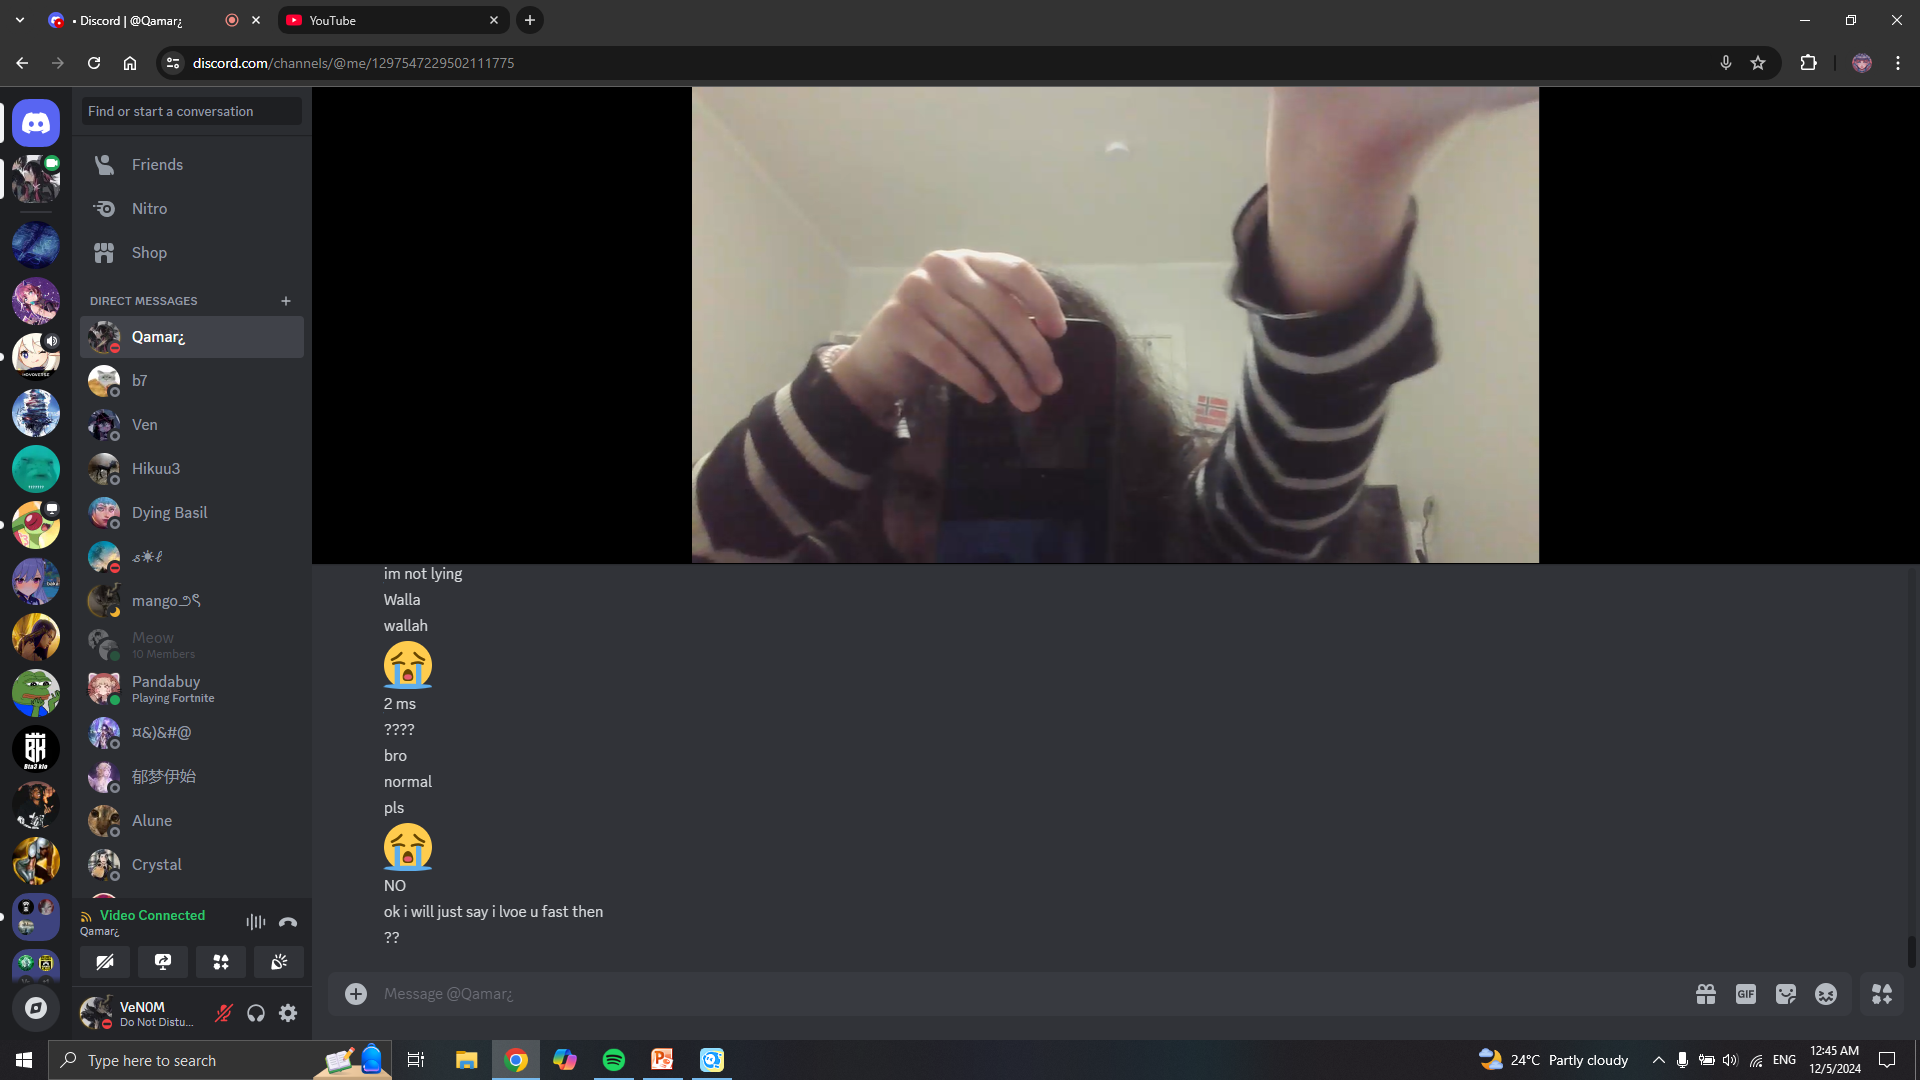 • Discord | @Qamar¿
YouTube
discord.com/channels/@me/1297547229502111775
Find or start a conversation
Friends
Nitro
Shop
DIRECT MESSAGES
Qamar¿
b7
Ven
Hikuu3
Dying Basil
𝓈☀ℓ
mango
Meow
10 Members
Pandabuy
Playing Fortnite
¤&)&#@
郁梦伊始
Alune
Crystal
Video Connected
Qamar¿
VeN0M
Do Not Distu...
im not lying
Walla
wallah
2 ms
????
bro
normal
pls
NO
ok i will just say i lvoe u fast then
??
Message @Qamar¿
GIF
Type here to search
24°C Partly cloudy
ENG
12:45 AM
12/5/2024